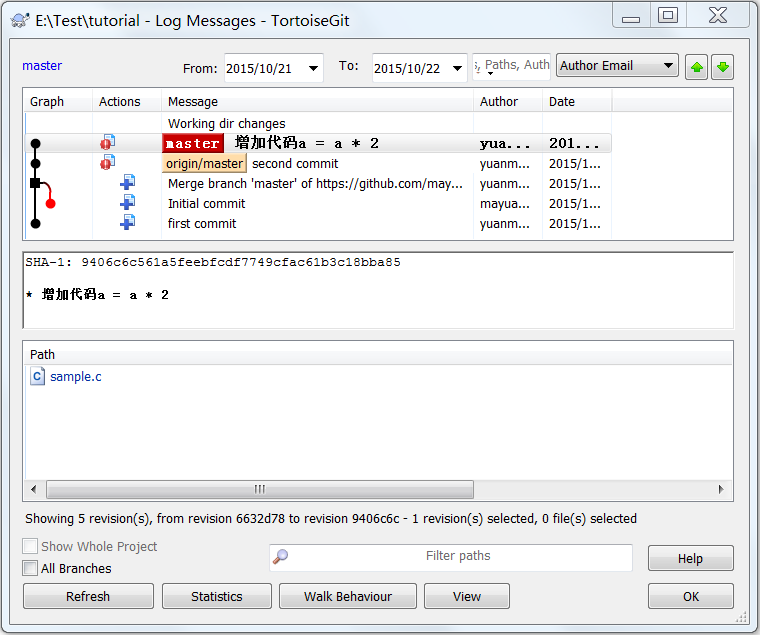 E:\Test\tutorial - Log Messages - TortoiseGit
master From: 2015/10/21 To: 2015/10/22 Paths, Auth Author Email
Graph Actions Message Author Date
Working dir changes
master 增加代码a = a * 2 yua... 201...
origin/master second commit yuanm... 2015/1...
Merge branch 'master' of https://github.com/may... yuanm... 2015/1...
Initial commit mayua... 2015/1...
first commit yuanm... 2015/1...
SHA-1: 9406c6c561a5feebfcdf7749cfac61b3c18bba85
* 增加代码a = a * 2
Path
sample.c
Showing 5 revision(s), from revision 6632d78 to revision 9406c6c - 1 revision(s) selected, 0 file(s) selected
Show Whole Project
Filter paths
Help
All Branches
Refresh Statistics Walk Behaviour View OK